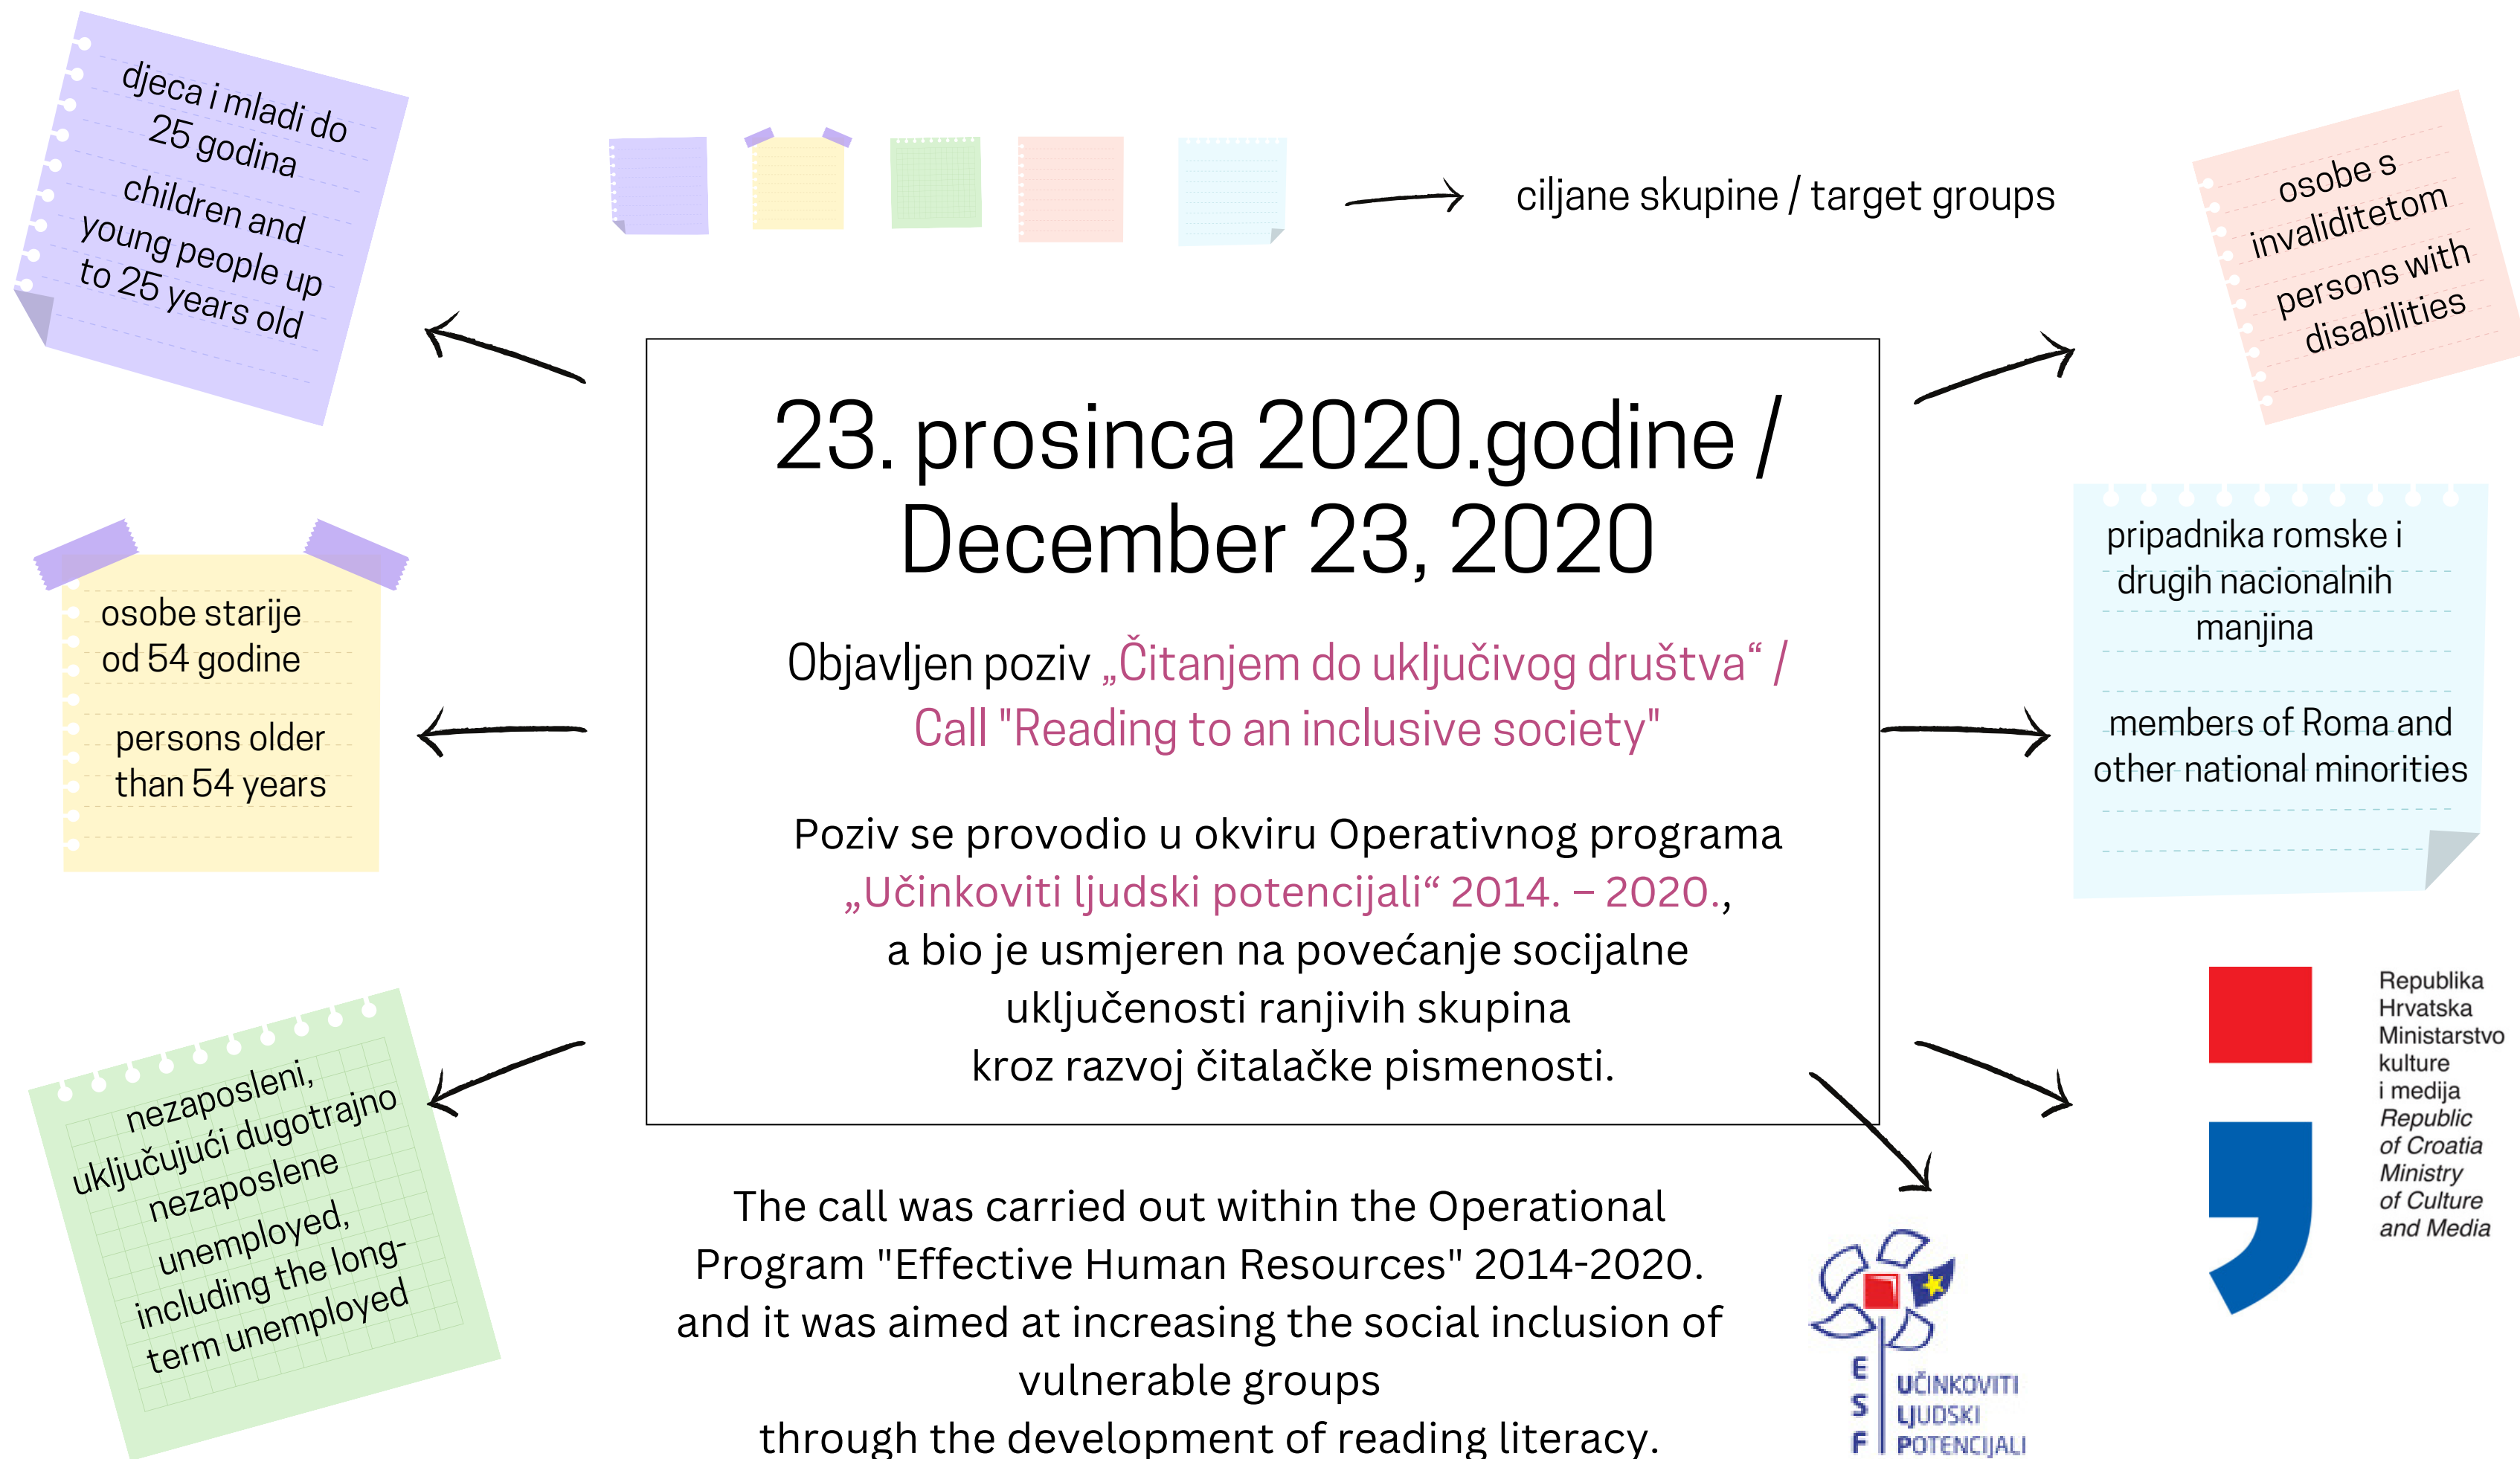 djeca i mladi do
25 godina
children and
young people up
to 25 years old
ciljane skupine / target groups
osobe s
invaliditetom
persons with
disabilities
23. prosinca 2020.godine /
December 23, 2020
Objavljen poziv „Čitanjem do uključivog društva“ /
Call "Reading to an inclusive society"
Poziv se provodio u okviru Operativnog programa
„Učinkoviti ljudski potencijali“ 2014. – 2020.,
a bio je usmjeren na povećanje socijalne
uključenosti ranjivih skupina
kroz razvoj čitalačke pismenosti.
osobe starije
od 54 godine
persons older
than 54 years
pripadnika romske i
drugih nacionalnih
manjina
members of Roma and
other national minorities
nezaposleni,
uključujući dugotrajno
nezaposlene
unemployed,
including the long-
term unemployed
The call was carried out within the Operational
Program "Effective Human Resources" 2014-2020.
and it was aimed at increasing the social inclusion of
vulnerable groups
through the development of reading literacy.
ESF
UČINKOVITI
LJUDSKI
POTENCIJALI
Republika
Hrvatska
Ministarstvo
kulture
i medija
Republic
of Croatia
Ministry
of Culture
and Media